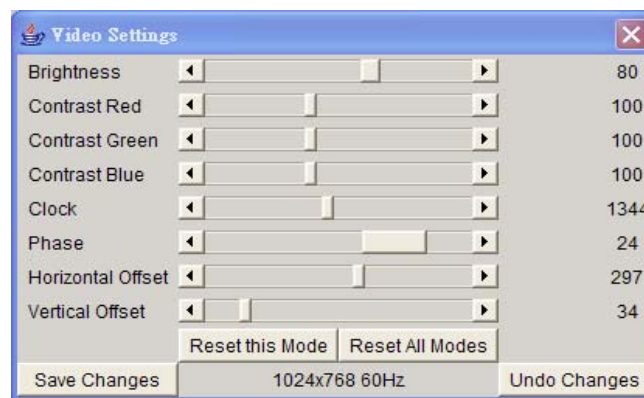 Video Settings
Brightness 80
Contrast Red 100
Contrast Green 100
Contrast Blue 100
Clock 1344
Phase 24
Horizontal Offset 297
Vertical Offset 34
Reset this Mode Reset All Modes
Save Changes 1024x768 60Hz Undo Changes